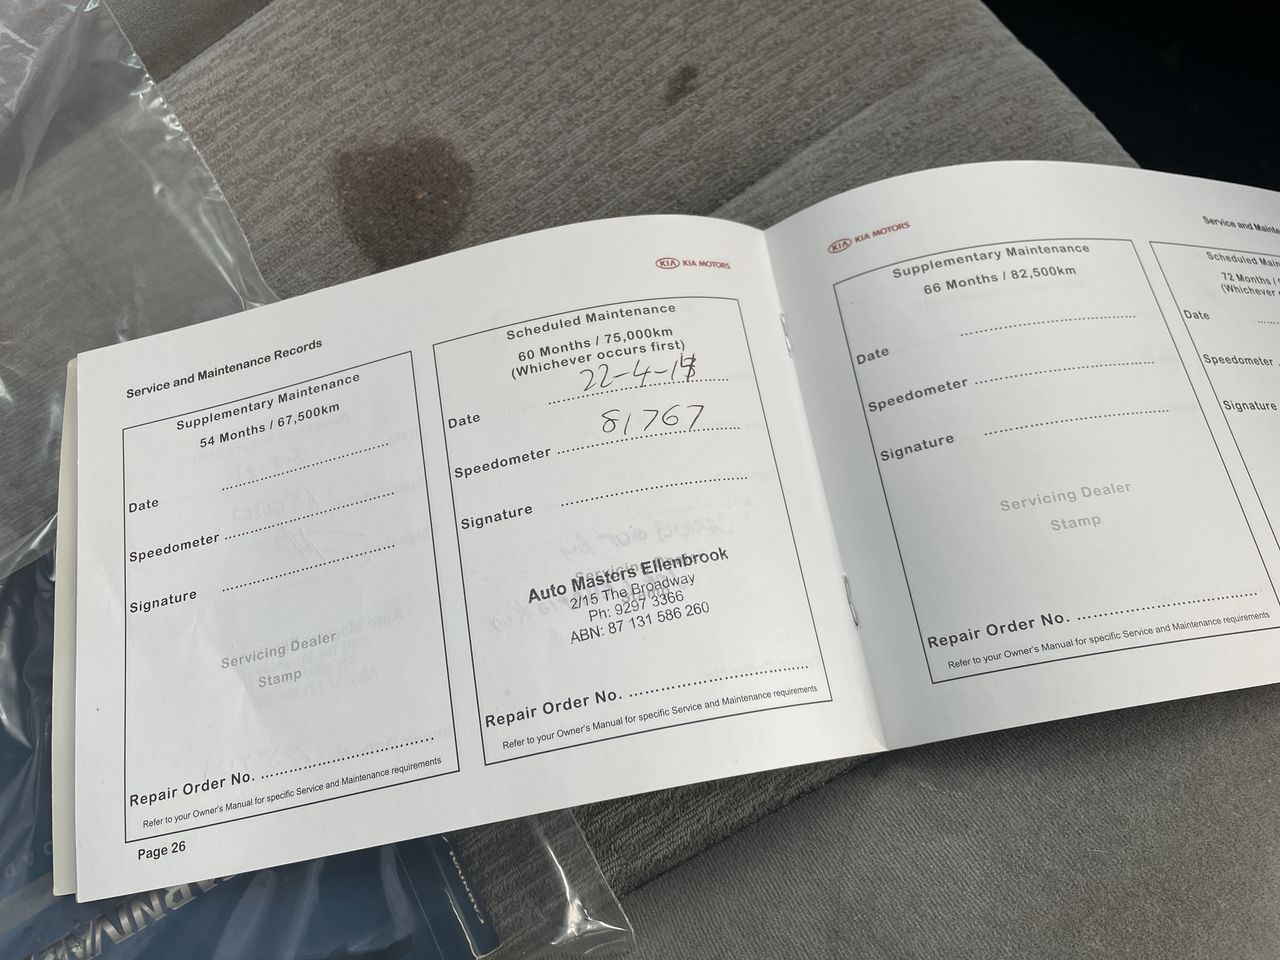 Service and Maintenance Records
Supplementary Maintenance
54 Months / 67,500km
Date
Speedometer
Signature
Servicing Dealer
Stamp
Repair Order No.
Refer to your Owner's Manual for specific Service and Maintenance requirements
Page 26
KIA KIA MOTORS
Scheduled Maintenance
60 Months / 75,000km
(Whichever occurs first)
Date 22-4-
Speedometer 81767
Signature
Auto Masters Ellenbrook
2/15 The Broadway
Ph: 9297 3366
ABN: 87 131 586 260
Repair Order No.
Refer to your Owner's Manual for specific Service and Maintenance requirements
KIA KIA MOTORS
Supplementary Maintenance
66 Months / 82,500km
Date
Speedometer
Signature
Servicing Dealer
Stamp
Repair Order No.
Refer to your Owner's Manual for specific Service and Maintenance requirements
Service and
Scheduled
72 Months /
(Whichever
Date
Speedometer
Signature